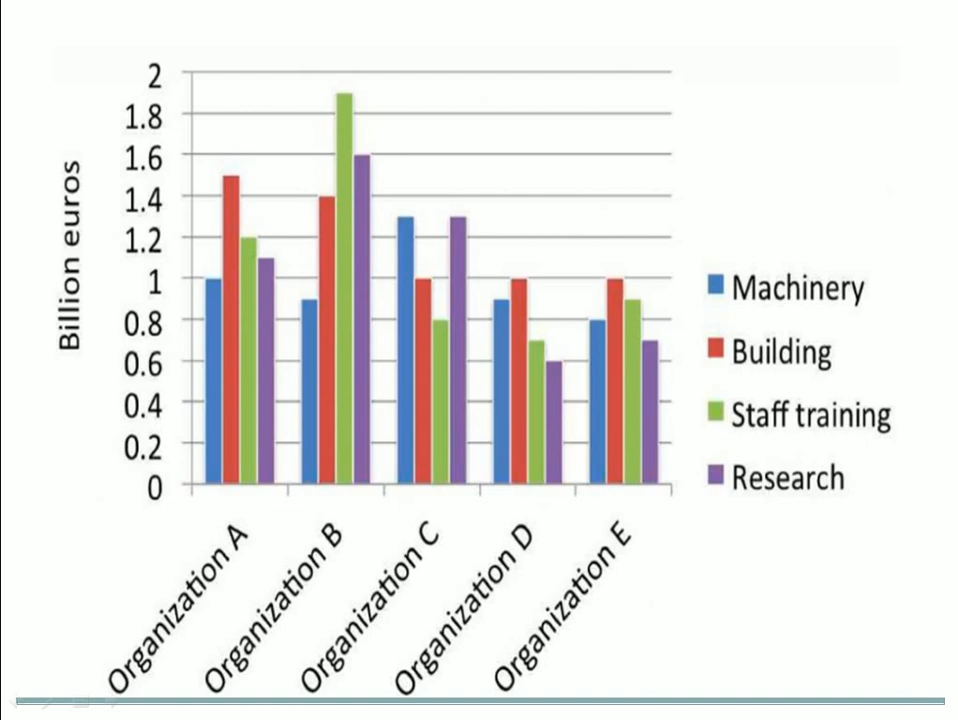 2
1.8
1.6
1.4
1.2
1
0.8
0.6
0.4
0.2
0
Billion euros
Organization A
Organization B
Organization C
Organization D
Organization E
Machinery
Building
Staff training
Research